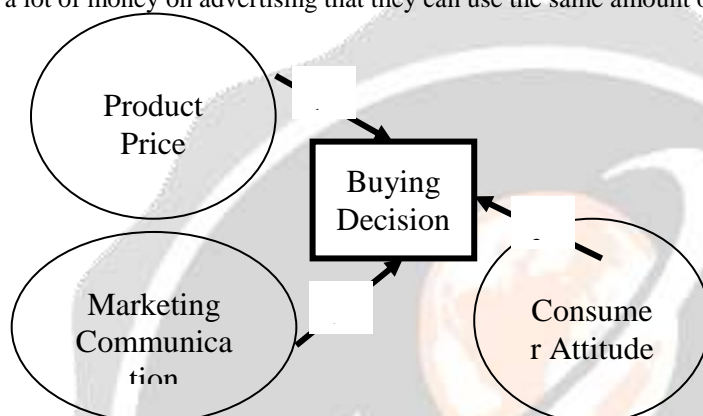 a lot of money on advertising that they can use the same amount o
Product
Price
Buying
Decision
Marketing
Communica
tion
Consume
r Attitude